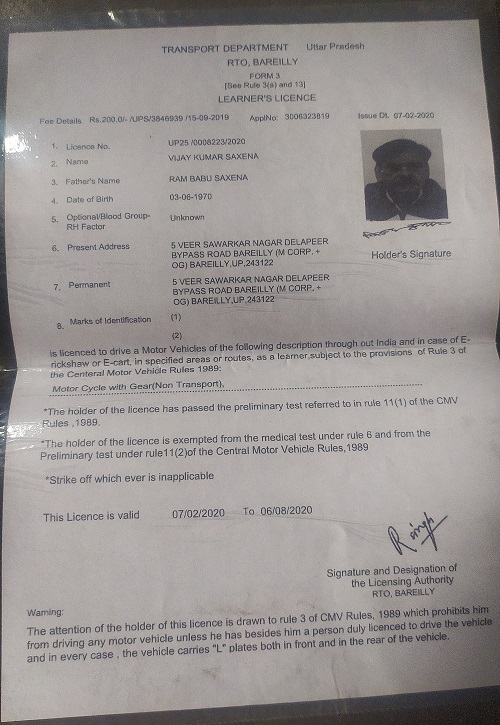 TRANSPORT DEPARTMENT Uttar Pradesh
RTO, BAREILLY
FORM 3
[See Rule 3(a) and 13]
LEARNER'S LICENCE
Fee Details Rs.200.0/- /UPS/3846939 /15-09-2019 ApplNo: 3006323819 Issue Dt. 07-02-2020
1. Licence No. UP25 /0008223/2020
2. Name VIJAY KUMAR SAXENA
3. Father's Name RAM BABU SAXENA
4. Date of Birth 03-06-1970
5. Optional/Blood Group- Unknown
RH Factor
6. Present Address 5 VEER SAWARKAR NAGAR DELAPEER
BYPASS ROAD BAREILLY (M CORP. +
OG) BAREILLY,UP,243122
Holder's Signature
7. Permanent 5 VEER SAWARKAR NAGAR DELAPEER
BYPASS ROAD BAREILLY (M CORP. +
OG) BAREILLY,UP,243122
8. Marks of Identification (1)
(2)
is licenced to drive a Motor Vehicles of the following description through out India and in case of E-
rickshaw or E-cart, in specified areas or routes, as a learner,subject to the provisions of Rule 3 of
the Centeral Motor Vehicle Rules 1989:
Motor Cycle with Gear(Non Transport),
*The holder of the licence has passed the preliminary test referred to in rule 11(1) of the CMV
Rules ,1989.
*The holder of the licence is exempted from the medical test under rule 6 and from the
Preliminary test under rule11(2)of the Central Motor Vehicle Rules,1989
*Strike off which ever is inapplicable
This Licence is valid 07/02/2020 To 06/08/2020
R singh
Signature and Designation of
the Licensing Authority
RTO, BAREILLY
Warning:
The attention of the holder of this licence is drawn to rule 3 of CMV Rules, 1989 which prohibits him
from driving any motor vehicle unless he has besides him a person duly licenced to drive the vehicle
and in every case , the vehicle carries "L" plates both in front and in the rear of the vehicle.